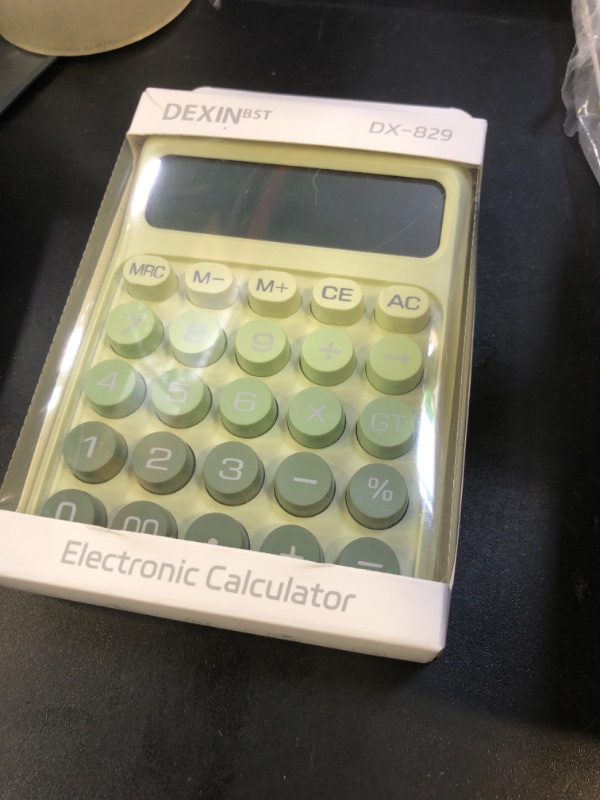 DEXINBST
DX-829
MRC M- M+ CE AC
7 8 9 ÷ →
4 5 6 X GT
1 2 3 - %
0 00 . +
Electronic Calculator